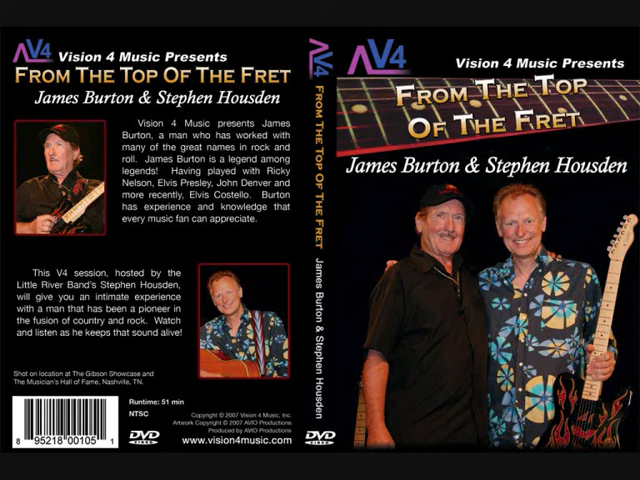 V4 Vision 4 Music Presents
FROM THE TOP OF THE FRET
James Burton & Stephen Housden
Vision 4 Music presents James
Burton, a man who has worked with
many of the great names in rock and
roll. James Burton is a legend among
legends! Having played with Ricky
Nelson, Elvis Presley, John Denver and
more recently, Elvis Costello. Burton
has experience and knowledge that
every music fan can appreciate.
This V4 session, hosted by the
Little River Band's Stephen Housden,
will give you an intimate experience
with a man that has been a pioneer in
the fusion of country and rock. Watch
and listen as he keeps that sound alive!
Shot on location at The Gibson Showcase and
The Musician's Hall of Fame, Nashville, TN.
8 95218 00105 1
Runtime: 51 min
NTSC
DVD
VIDEO
Copyright © 2007 Vision 4 Music, Inc.
Artwork Copyright © 2007 AVIO Productions
Produced by AVIO Productions
www.vision4music.com
V4
FROM THE TOP OF THE FRET
James Burton & Stephen Housden
DVD
VIDEO
V4
Vision 4 Music Presents
FROM THE TOP
OF THE FRET
James Burton & Stephen Housden